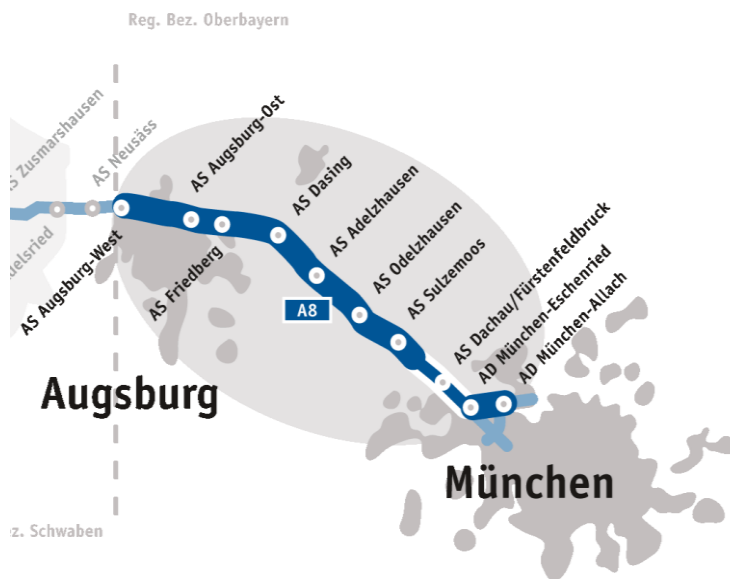 Reg. Bez. Oberbayern
AS Zusmarshausen
AS Neusäss
AS Augsburg-Ost
AS Dasing
AS Adelzhausen
AS Odelzhausen
AS Sulzemoos
AS Dachau/Fürstenfeldbruck
AD München-Eschenried
AD München-Allach
AS Augsburg-West
AS Friedberg
A8
Augsburg
München
ez. Schwaben